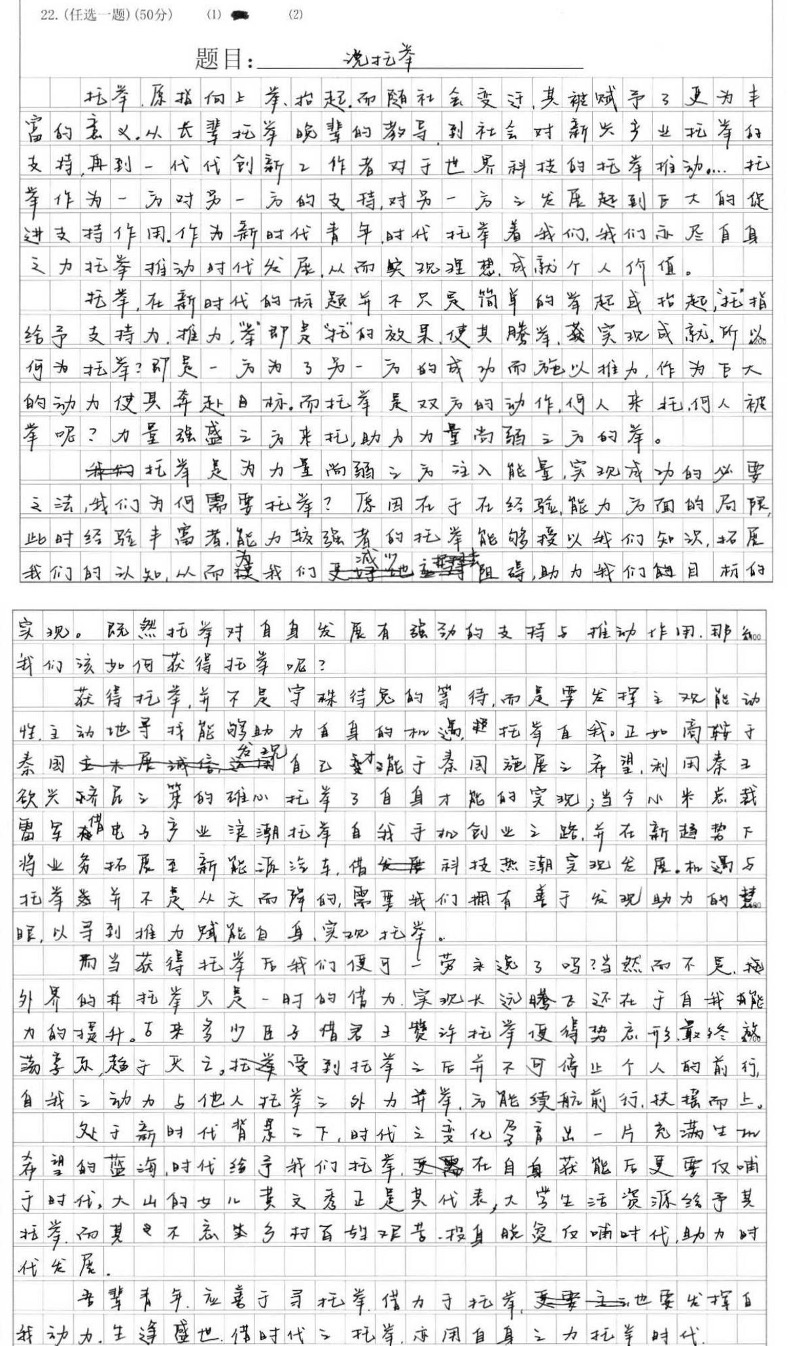 22.(任选一题)(50分) (1) (2)
题目: 说托举
托举,原指向上举、抬起,而随社会变迁,其被赋予了更为丰
富的意义。从长辈托举晚辈的教导,到社会对新兴产业托举的
支持,再到一代代创新工作者对于世界科技的托举推动....托
举作为一方对另一方的支持,对另一方之发展起到巨大的促
进支持作用。作为新时代青年,时代托举着我们,我们亦尽自身
之力托举推动时代发展,从而实现理想,成就个人价值。
托举,在新时代的标题并不只是简单的举起或抬起,"托"指
给予支持力、推力,"举"即是"托"的效果,使其腾举,实现成就,所以
何为托举?即是一方为了另一方的成功而施以推力,作为巨大
的动力使其奔赴目标。而托举是双方的动作,何人来托,何人被
举呢?力量强盛之方来托,助力力量尚弱之方的举。
托举是为力量尚弱之方注入能量,实现成功的必要
之法,我们为何需要托举?原因在于在经验,能力方面的局限,
此时经验丰富者,能力较强者的托举能够授以我们知识,拓展
我们的认知,从而为我们减少阻碍,助力我们的目标的
实现。既然托举对自身发展有强劲的支持与推动作用,那么
我们该如何获得托举呢?
获得托举,并不是守株待兔的等待,而是要发挥主观能动
性,主动地寻找能够助力自身的机遇,托举自我。正如商鞅于
秦国发现自己才能于秦国施展之希望,利用秦王
欲兴之策的雄心托举了自身才能的实现;当今小米总裁
雷军借电子产业浪潮托举自我手机创业之路,并在新趋势下
将业务拓展至新能源汽车,借科技热潮实现发展。机遇与
托举并不是从天而降的,需要我们拥有善于发现助力的慧
眼,以寻到推力赋能自身,实现托举。
而当获得托举后我们便可一劳永逸了吗?当然而不是,
外界的托举只是一时的借力,实现长远腾飞还在于自我能
力的提升。古来多少臣子借君王赞许托举便得势忘形,最终
享乐,趋于灭亡。受到托举之后并不可停止个人的前行,
自我之动力与他人托举之外力并举,方能续航前行,扶摇而上。
处于新时代背景之下,时代之变化孕育出一片充满生机
希望的蓝海,时代给予我们托举,在自身获能后更要反哺
于时代。大山的女儿黄文秀正是其代表,大学生活资源给予其
托举,而其不忘生乡村百姓艰苦,投身脱贫反哺时代,助力时
代发展。
吾辈青年,应善于寻托举,借力于托举,也要发挥自
我动力。生逢盛世,借时代之托举,亦用自身之力托举时代.